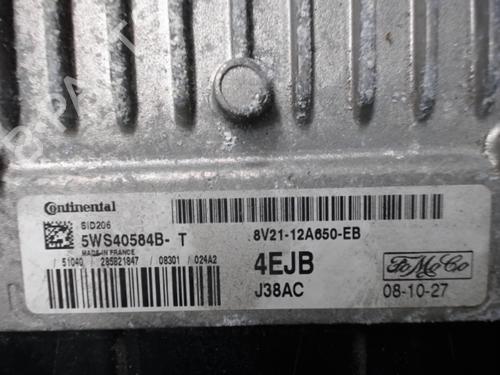 Continental
SID206
5WS40584B- T
MADE IN FRANCE
/ 51040 / 285821847 / 08301 / 024A2
8V21-12A650-EB
4EJB
J38AC
FoMoCo
08-10-27
B-PARTS